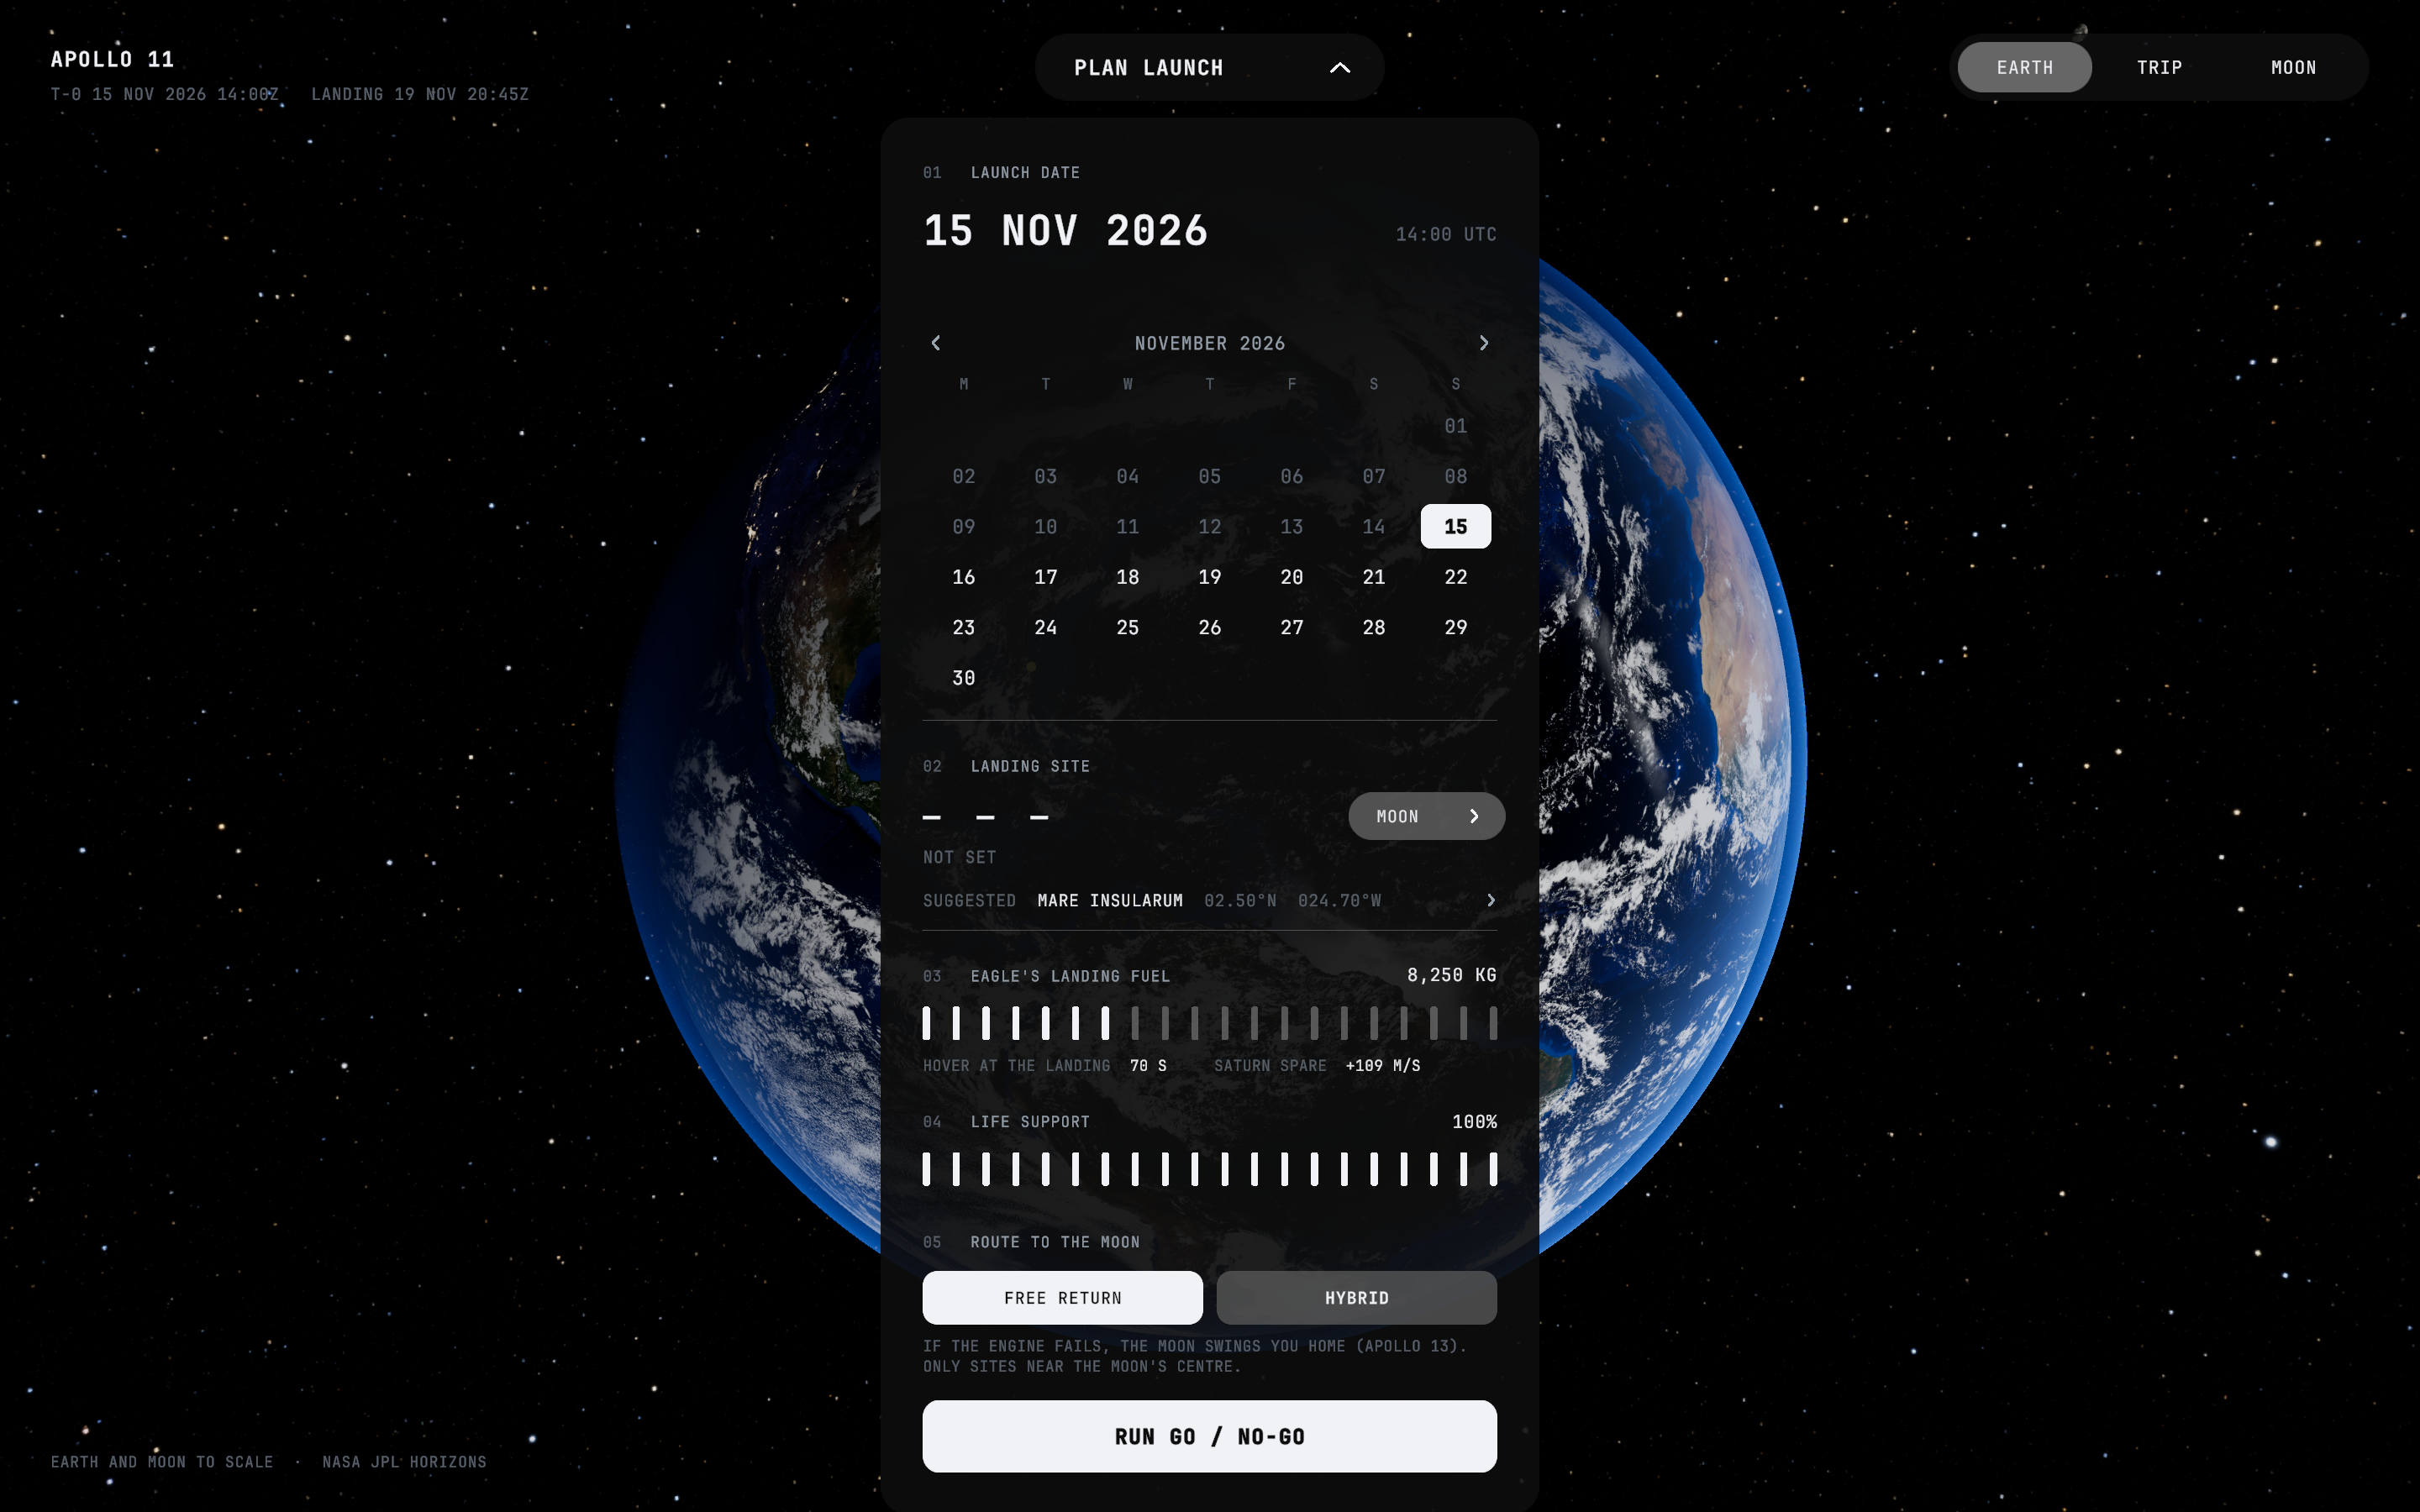 APOLLO 11
T-0 15 NOV 2026 14:00Z LANDING 19 NOV 20:45Z
PLAN LAUNCH
EARTH TRIP MOON
01 LAUNCH DATE
15 NOV 2026 14:00 UTC
NOVEMBER 2026
M T W T F S S
01
02 03 04 05 06 07 08
09 10 11 12 13 14 15
16 17 18 19 20 21 22
23 24 25 26 27 28 29
30
02 LANDING SITE
— — — MOON
NOT SET
SUGGESTED MARE INSULARUM 02.50°N 024.70°W
03 EAGLE'S LANDING FUEL 8,250 KG
HOVER AT THE LANDING 70 S SATURN SPARE +109 M/S
04 LIFE SUPPORT 100%
05 ROUTE TO THE MOON
FREE RETURN HYBRID
IF THE ENGINE FAILS, THE MOON SWINGS YOU HOME (APOLLO 13).
ONLY SITES NEAR THE MOON'S CENTRE.
RUN GO / NO-GO
EARTH AND MOON TO SCALE · NASA JPL HORIZONS